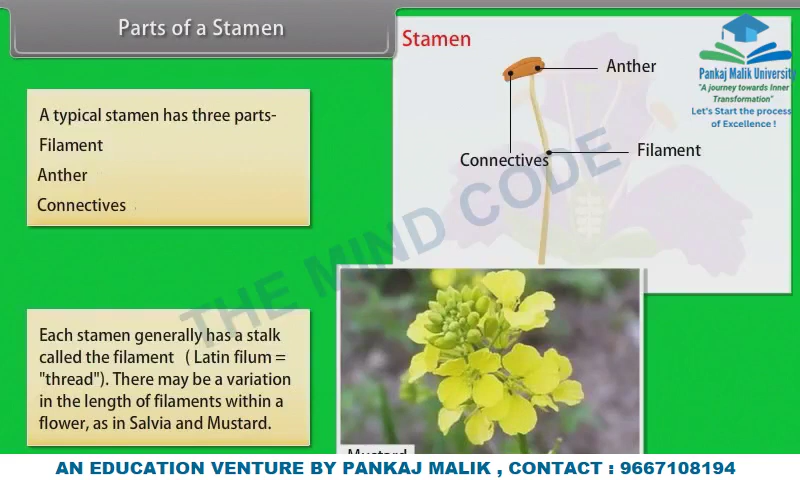 Parts of a Stamen
Stamen
Anther
Connectives
Filament
Pankaj Malik University
"A journey towards Inner
Transformation"
Let's Start the process
of Excellence !
A typical stamen has three parts-
Filament
Anther
Connectives
THE MIND CODE
Each stamen generally has a stalk
called the filament ( Latin filum =
"thread"). There may be a variation
in the length of filaments within a
flower, as in Salvia and Mustard.
Mustard
AN EDUCATION VENTURE BY PANKAJ MALIK , CONTACT : 9667108194